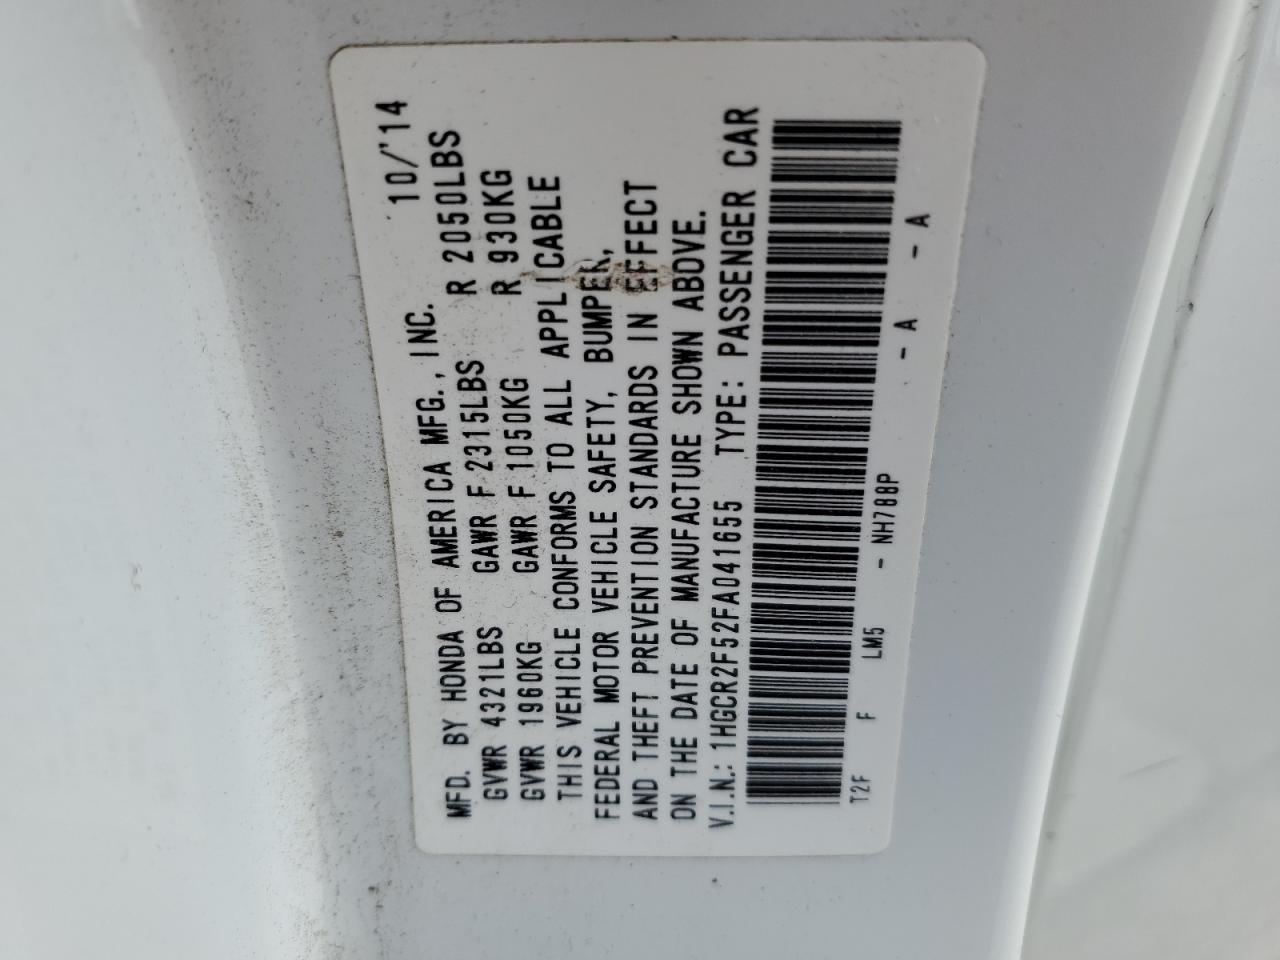 MFD. BY HONDA OF AMERICA MFG., INC. 10/'14
GVWR 4321LBS GAWR F 2315LBS R 2050LBS
GVWR 1960KG GAWR F 1050KG R 930KG
THIS VEHICLE CONFORMS TO ALL APPLICABLE
FEDERAL MOTOR VEHICLE SAFETY, BUMPER,
AND THEFT PREVENTION STANDARDS IN EFFECT
ON THE DATE OF MANUFACTURE SHOWN ABOVE.
V.I.N.: 1HGCR2F52FA041655 TYPE: PASSENGER CAR
T2F F LM5 - NH788P - A - A